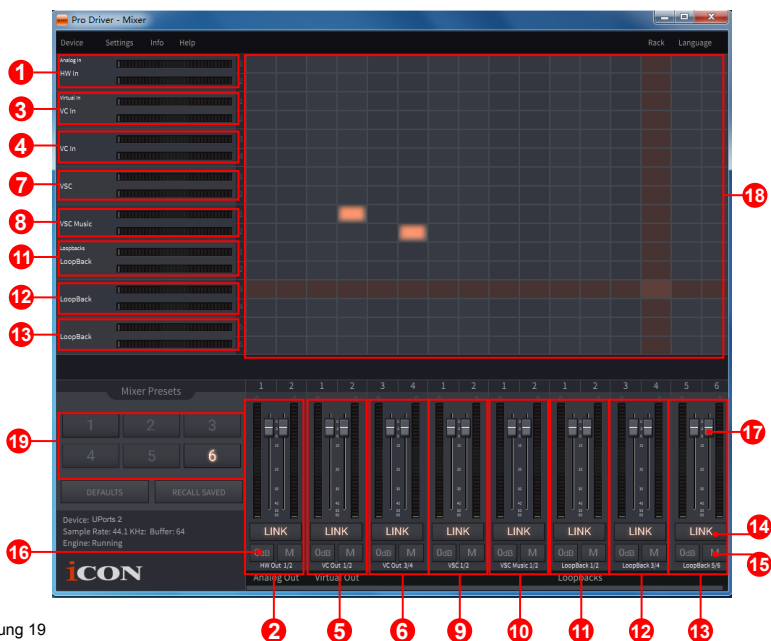 Pro Driver - Mixer
Device Settings Info Help Rack Language
Analog In
1 HW In
Virtual In
3 VC In
4 VC In
7 VSC
18
8 VSC Music
Loopbacks
11 LoopBack
12 LoopBack
13 LoopBack
Mixer Presets
1 2 1 2 3 4 1 2 1 2 1 2 3 4 5 6
1 2 3
19
17
4 5 6
DEFAULTS RECALL SAVED
Device: UPorts 2
Sample Rate: 44.1 KHz: Buffer: 64
Engine: Running
LINK LINK LINK LINK LINK LINK LINK LINK 14
16 0dB M 0dB M 0dB M 0dB M 0dB M 0dB M 0dB M 0dB M 15
HW Out 1/2 VC Out 1/2 VC Out 3/4 VSC 1/2 VSC Music 1/2 LoopBack 1/2 LoopBack 3/4 LoopBack 5/6
iCON
Analog Out Virtual Out Loopbacks
ung 19
2 5 6 9 10 11 12 13